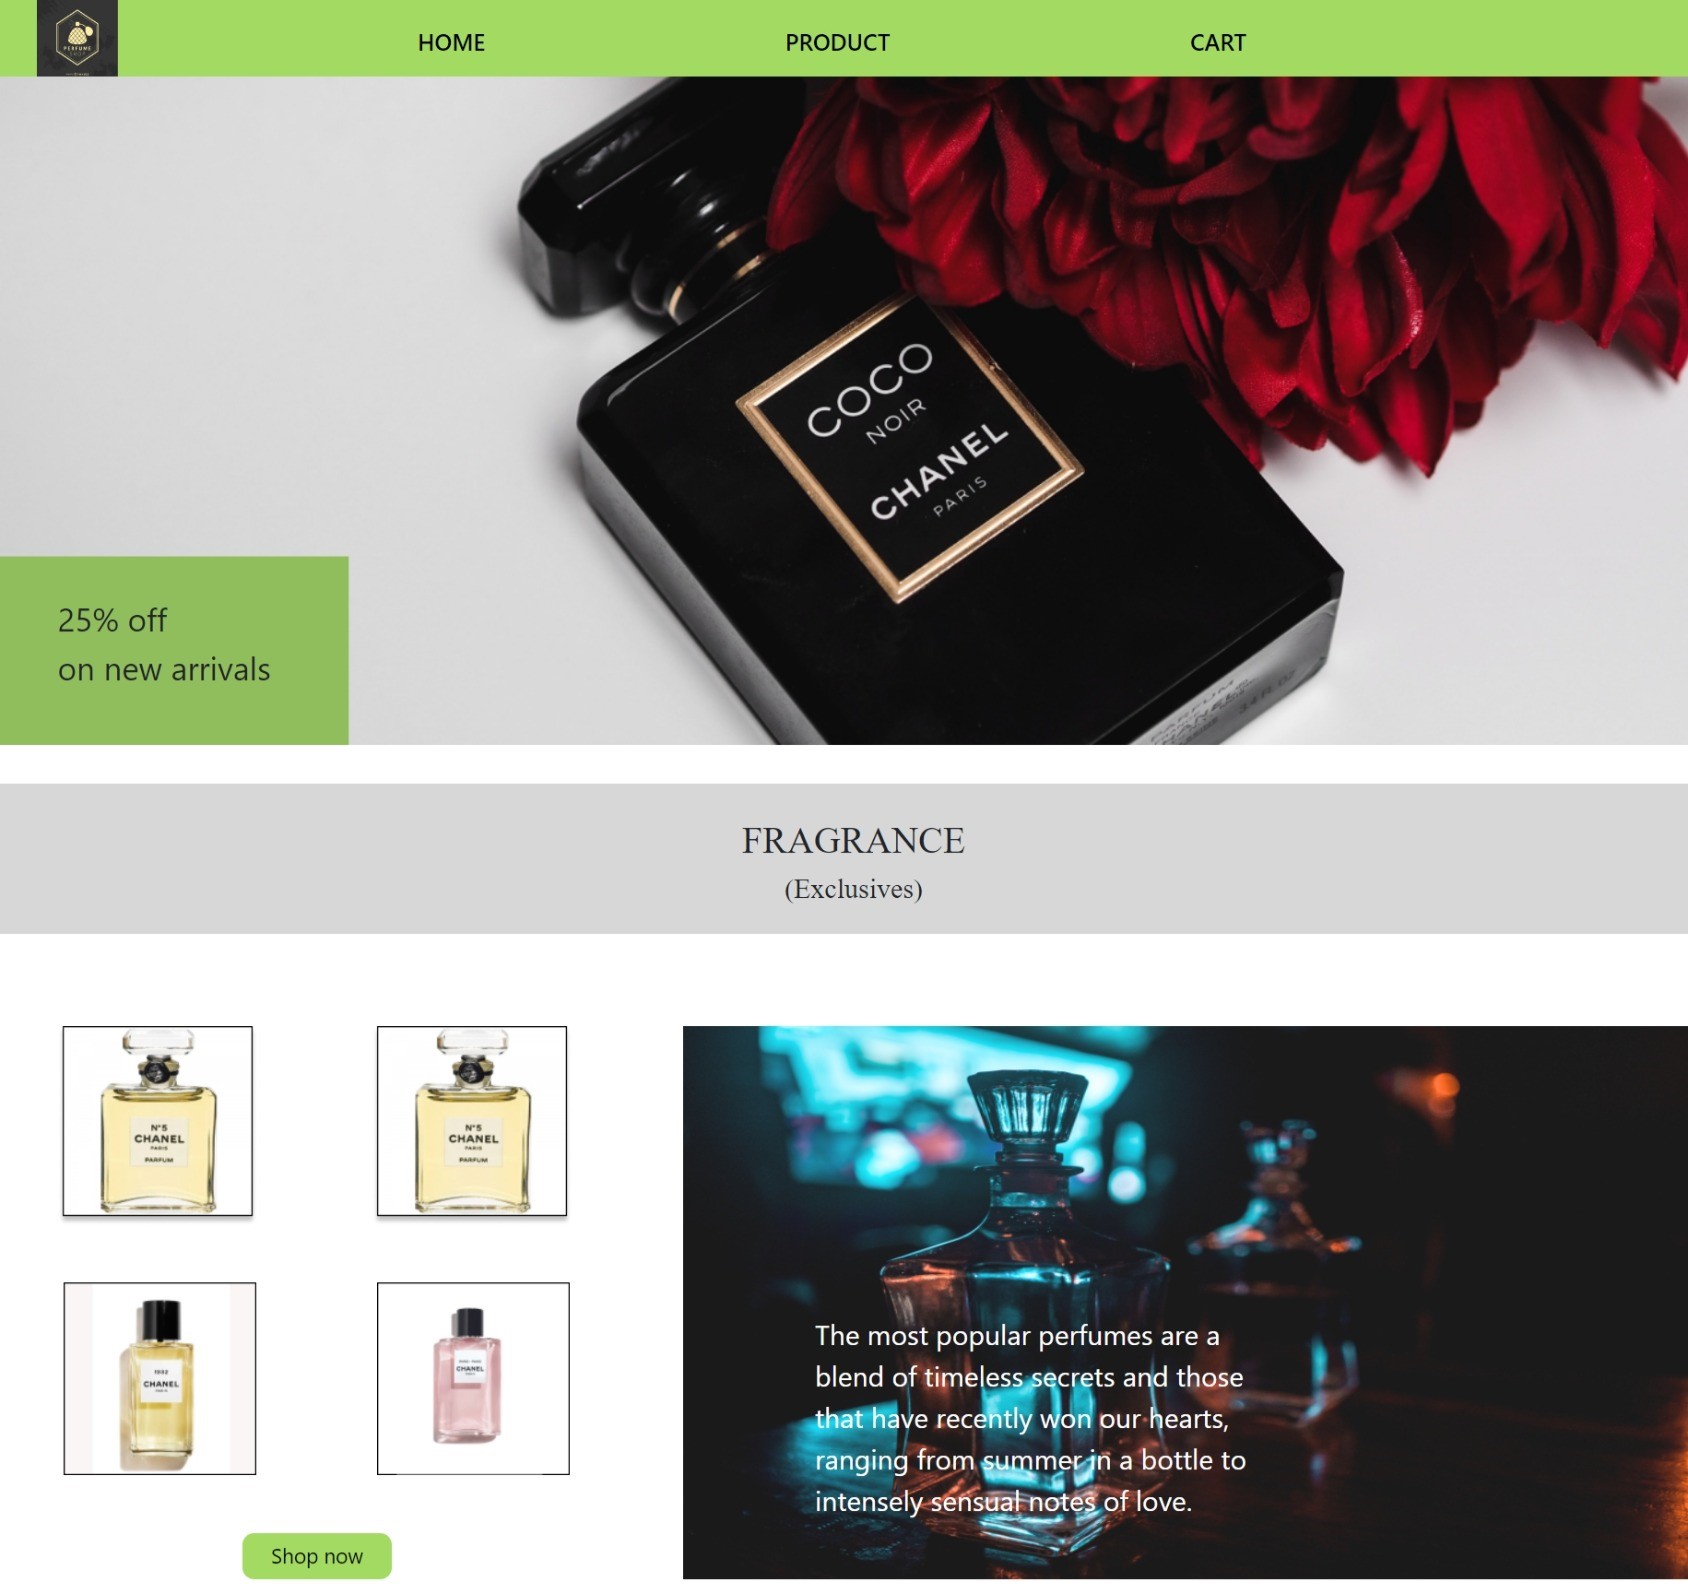 PERFUME
SHOP
HOME
PRODUCT
CART
COCO
NOIR
CHANEL
PARIS
25% off
on new arrivals
FRAGRANCE
(Exclusives)
N°5
CHANEL
PARIS
PARFUM
N°5
CHANEL
PARIS
PARFUM
1932
CHANEL
PARIS
CHANEL
The most popular perfumes are a
blend of timeless secrets and those
that have recently won our hearts,
ranging from summer in a bottle to
intensely sensual notes of love.
Shop now